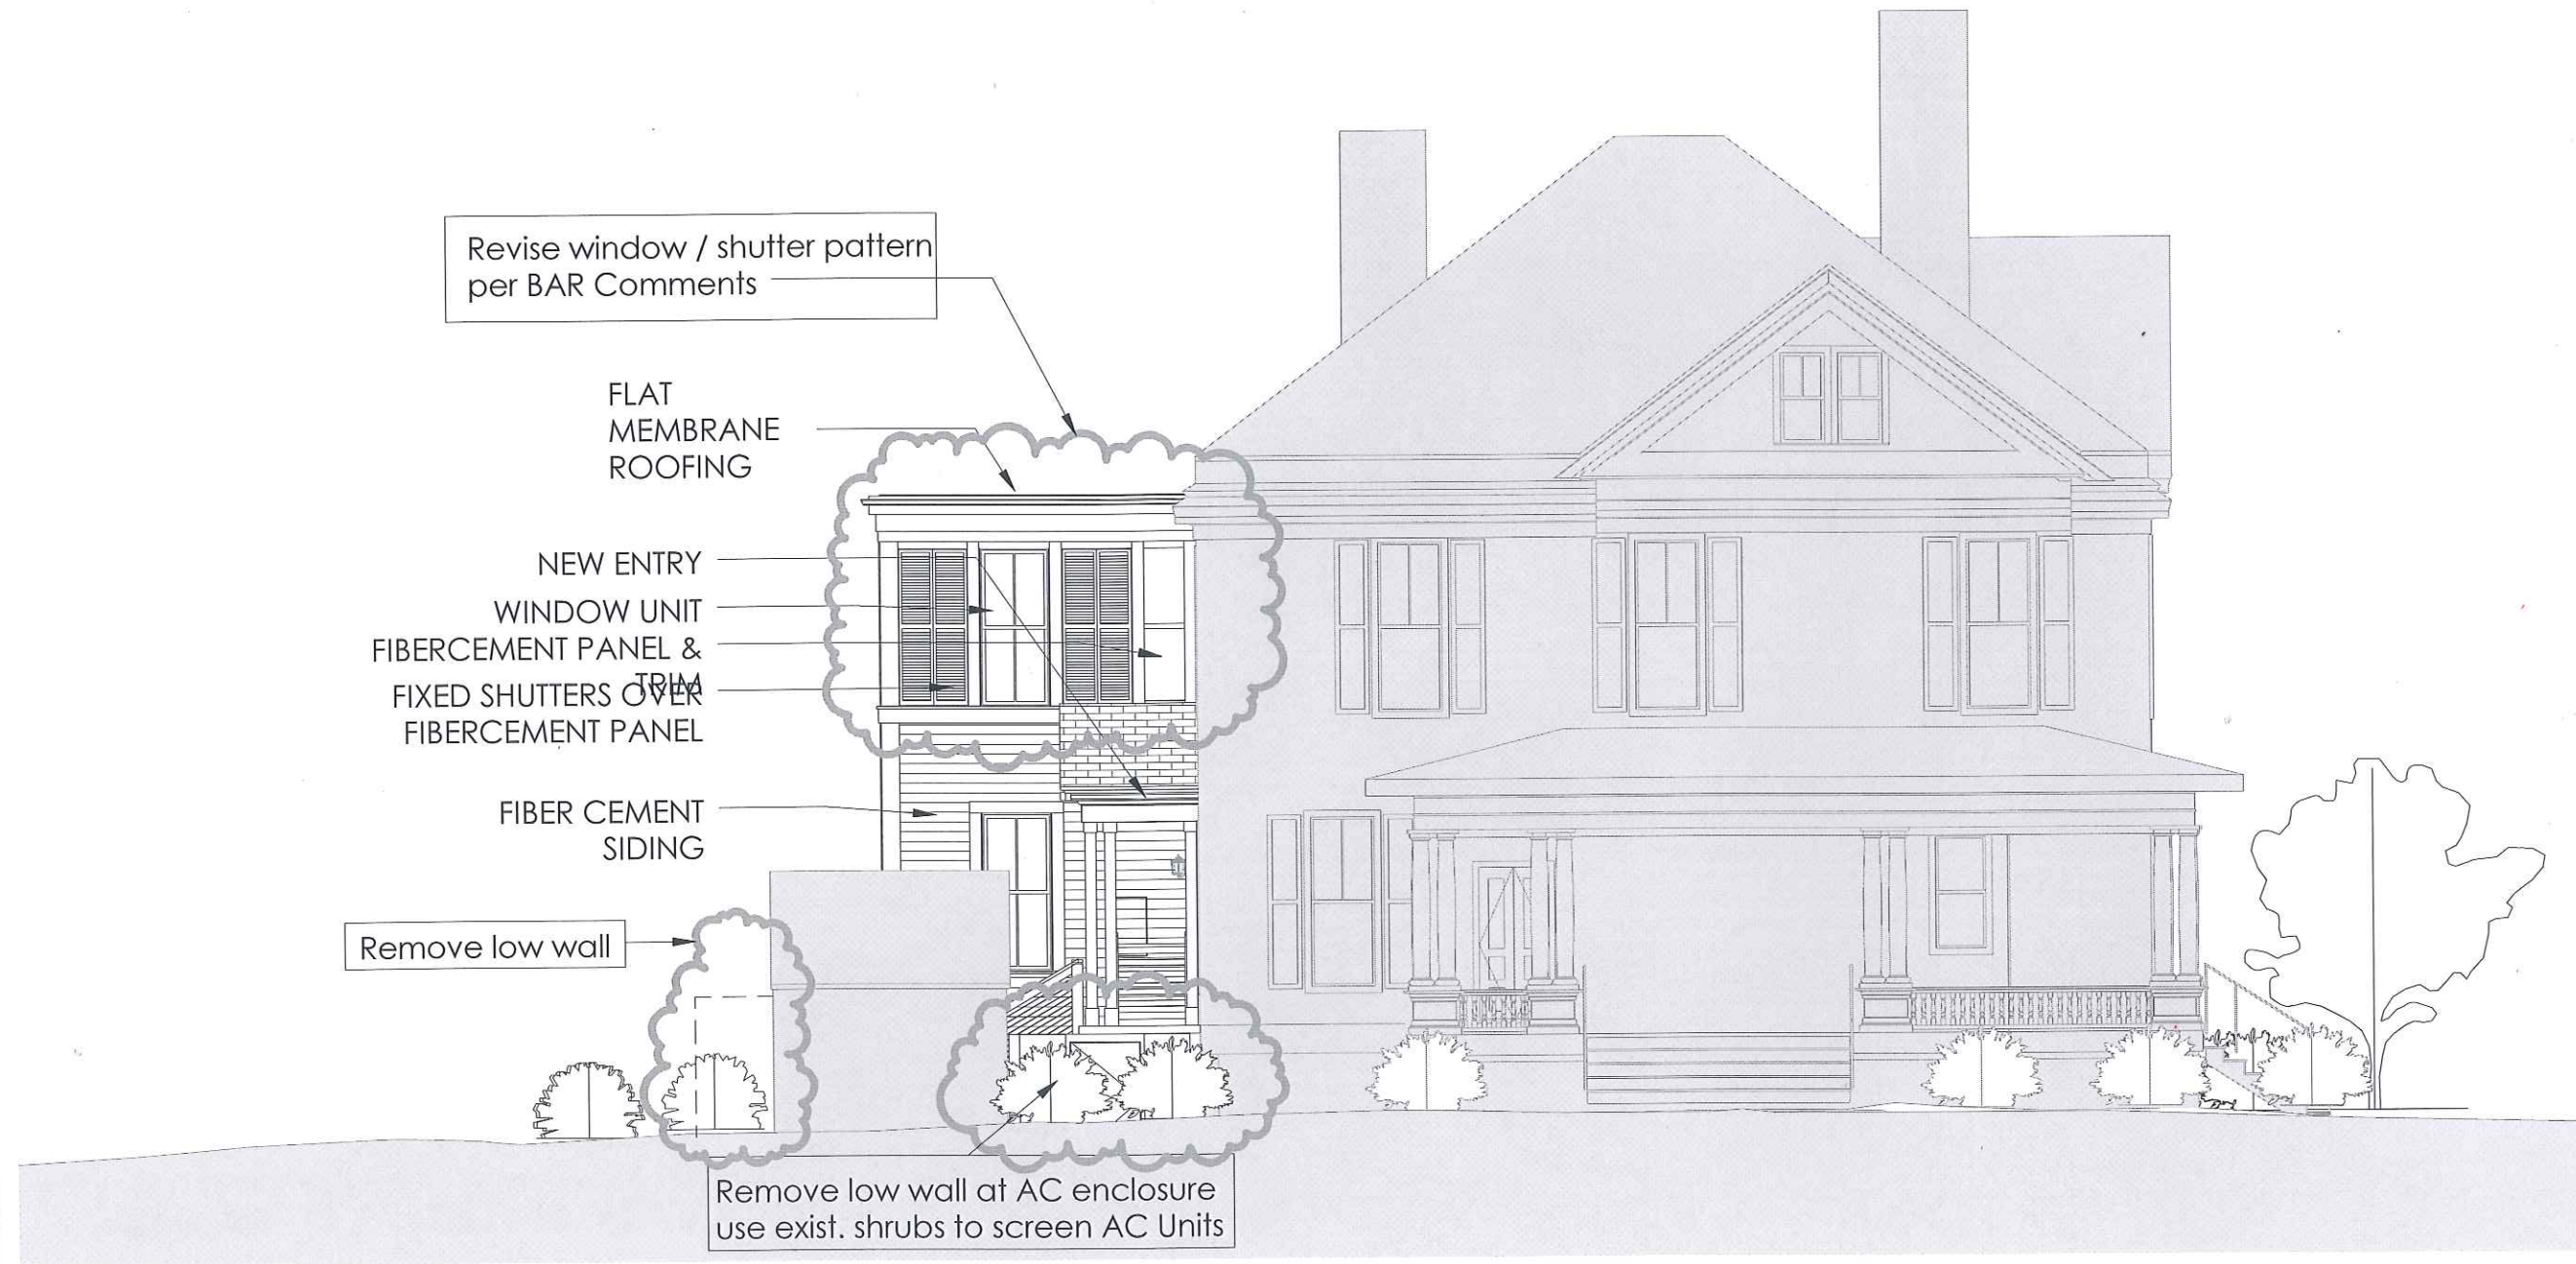 Revise window / shutter pattern
per BAR Comments
FLAT
MEMBRANE
ROOFING
NEW ENTRY
WINDOW UNIT
FIBERCEMENT PANEL &
TRIM
FIXED SHUTTERS OVER
FIBERCEMENT PANEL
FIBER CEMENT
SIDING
Remove low wall
Remove low wall at AC enclosure
use exist. shrubs to screen AC Units